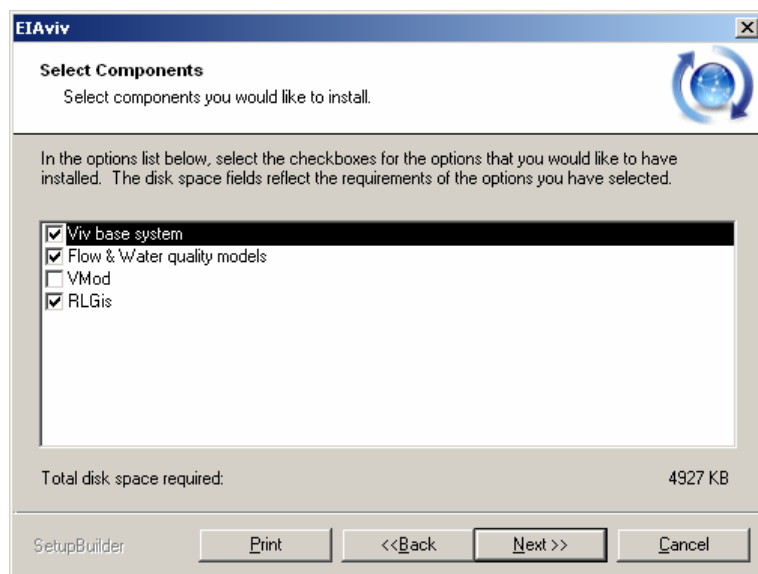 EIAviv
Select Components
Select components you would like to install.
In the options list below, select the checkboxes for the options that you would like to have
installed. The disk space fields reflect the requirements of the options you have selected.
Viv base system
Flow & Water quality models
VMod
RLGis
Total disk space required: 4927 KB
SetupBuilder Print <<Back Next >> Cancel